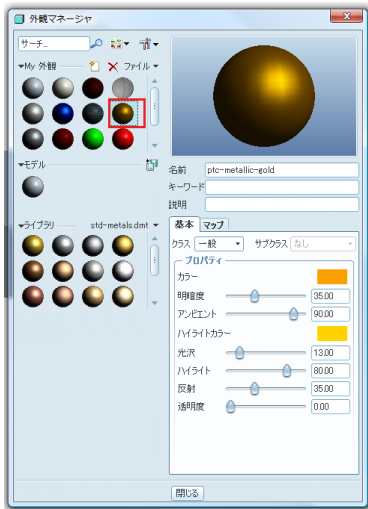 外観マネージャ
サーチ...
My 外観
ファイル
モデル
ライブラリ std-metals.dmt
名前 ptc-metallic-gold
キーワード
説明
基本 マップ
クラス 一般 サブクラス なし
プロパティ
カラー
明暗度 35.00
アンビエント 90.00
ハイライトカラー
光沢 13.00
ハイライト 80.00
反射 35.00
透明度 0.00
閉じる